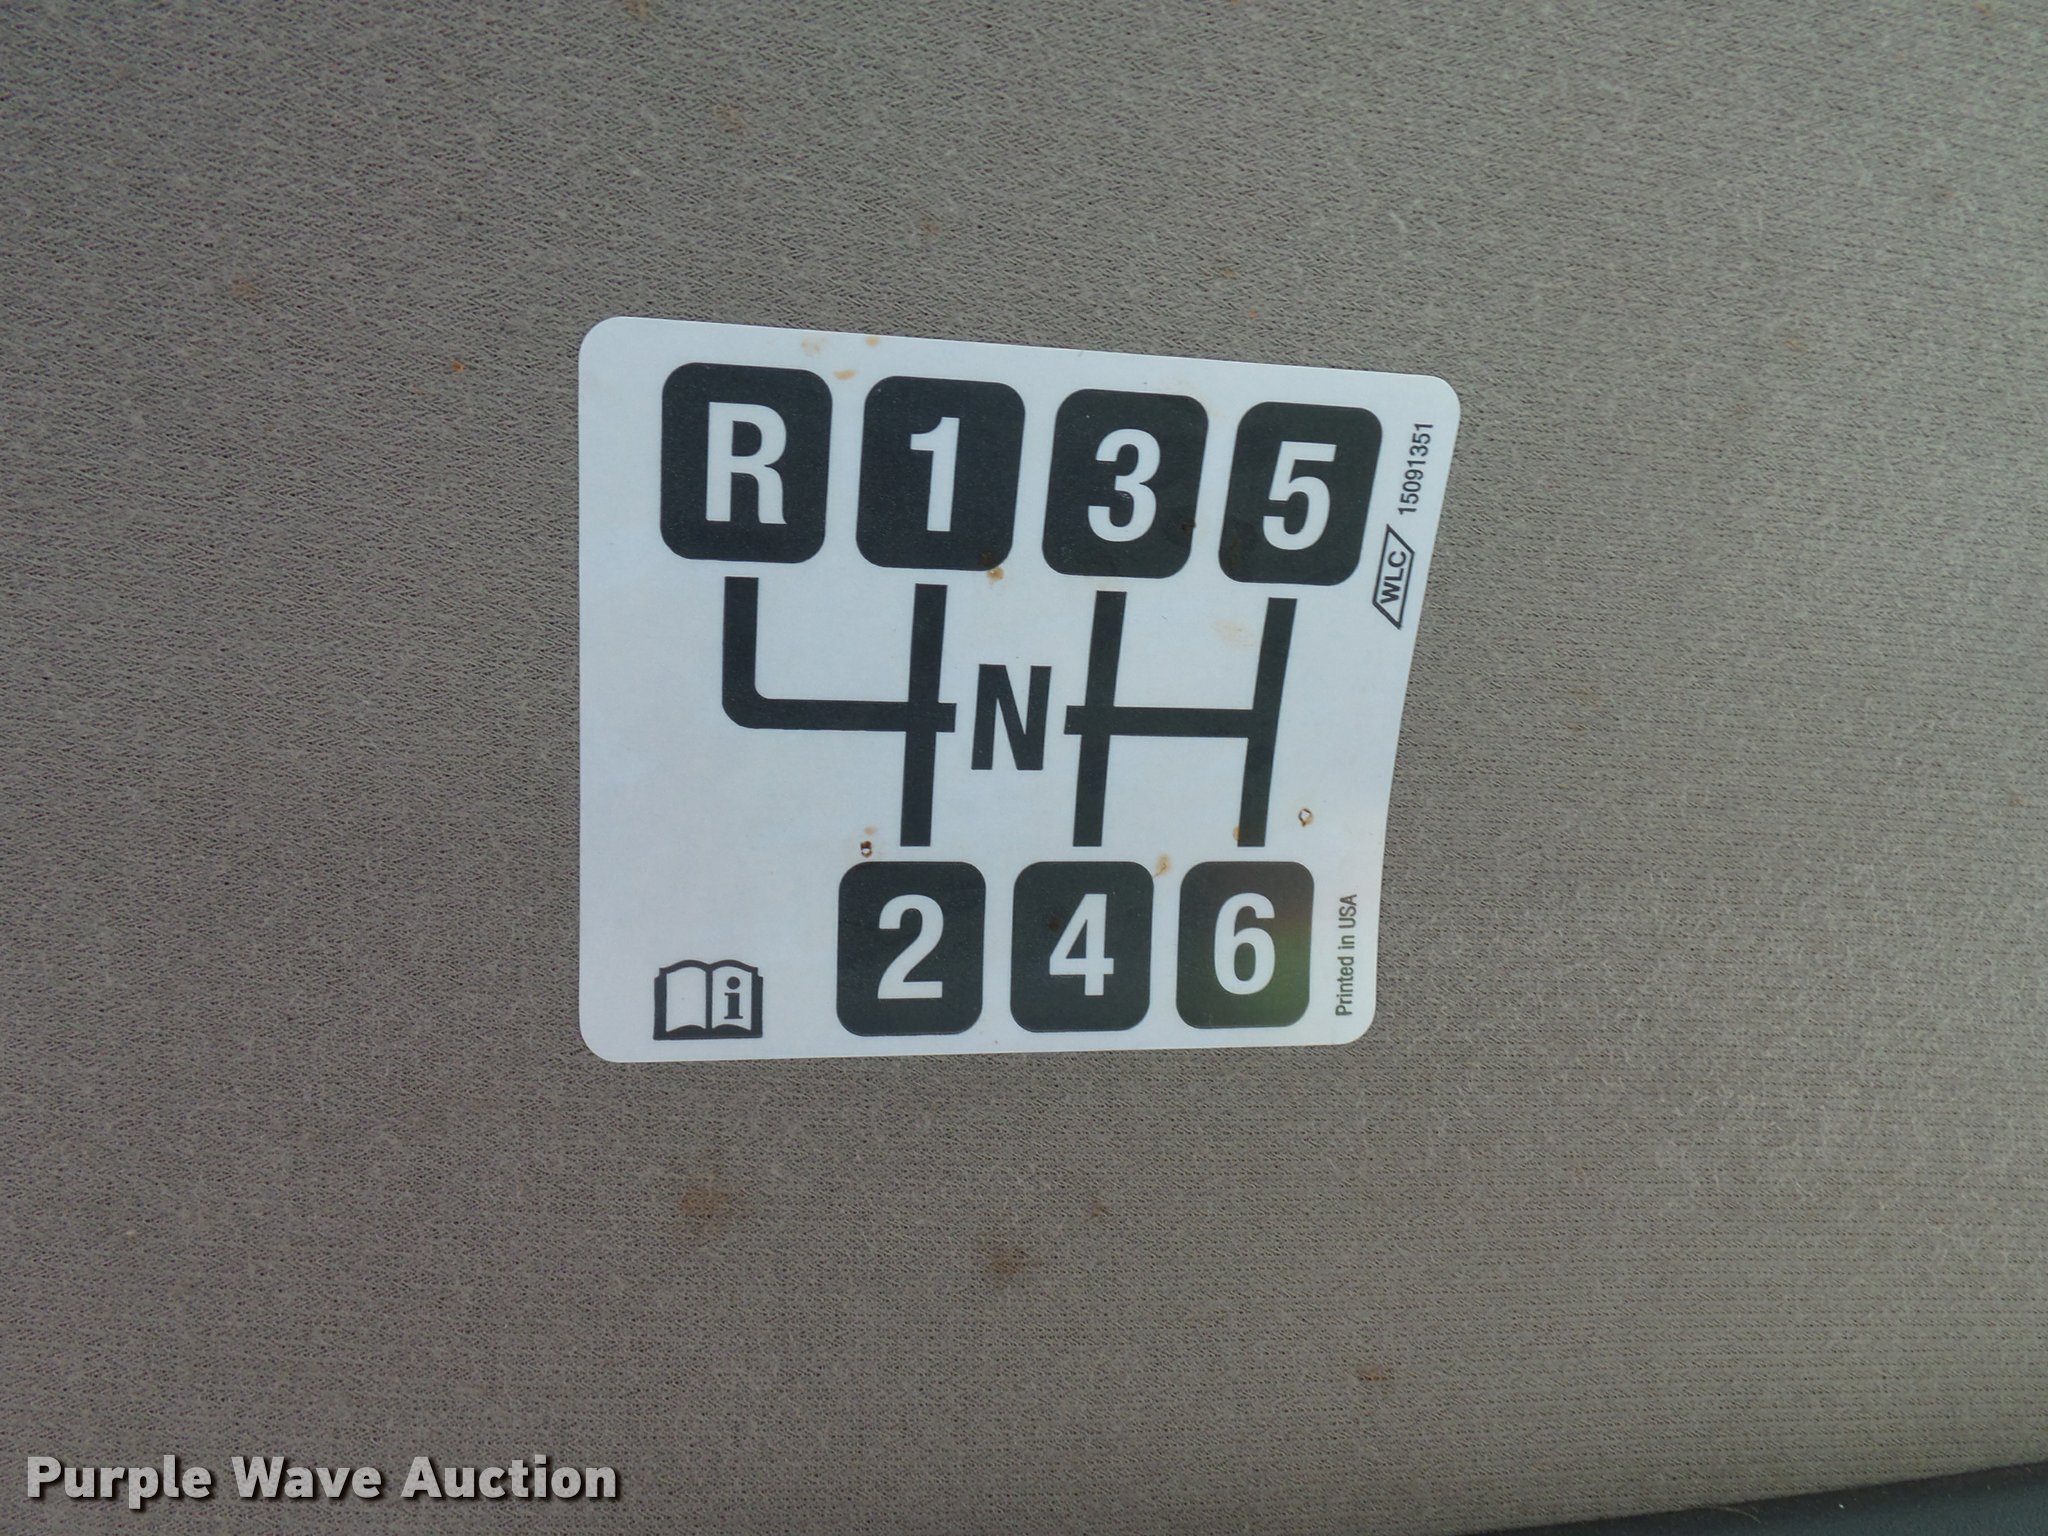 R 1 3 5
N
2 4 6
i
15091351
WLC
Printed in USA
Purple Wave Auction